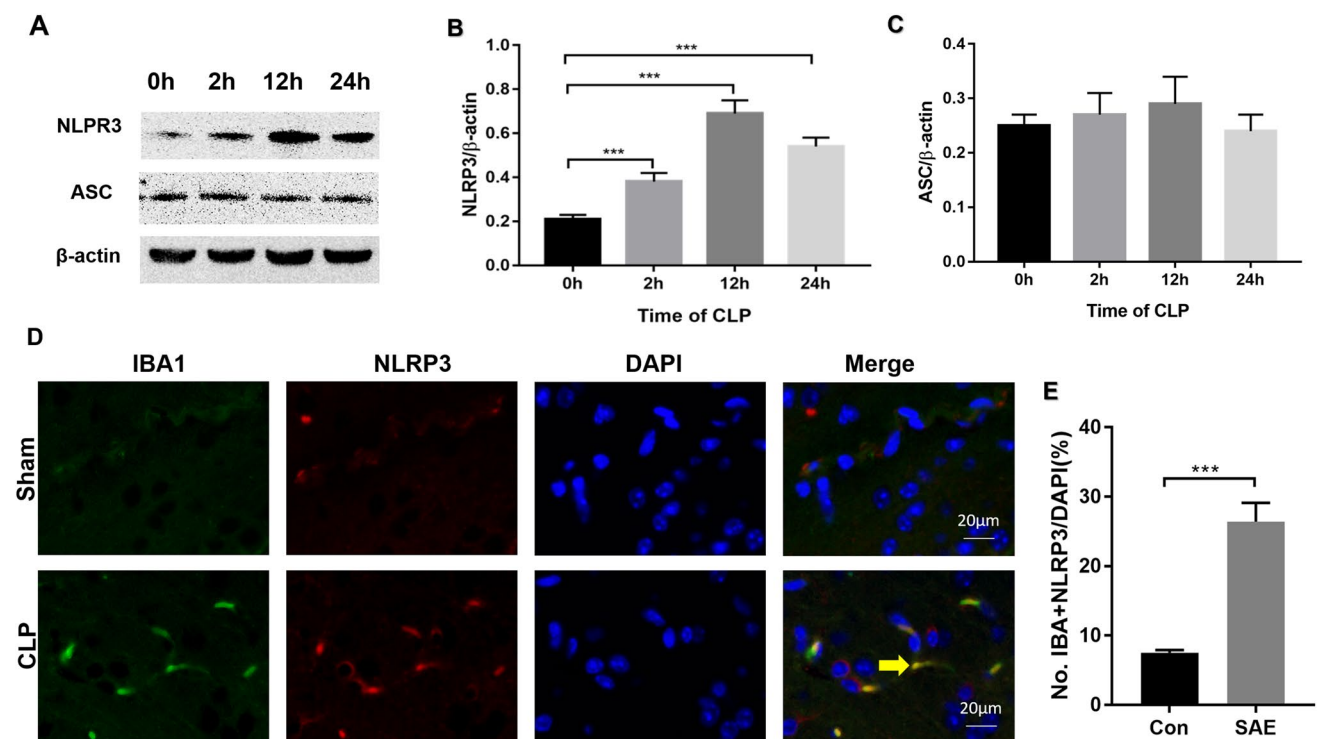 A
0h 2h 12h 24h
NLPR3
ASC
β-actin
B
NLRP3/β-actin
1.0
0.8
0.6
0.4
0.2
0.0
***
***
***
0h 2h 12h 24h
Time of CLP
C
ASC/β-actin
0.4
0.3
0.2
0.1
0.0
0h 2h 12h 24h
Time of CLP
D
IBA1 NLRP3 DAPI Merge
Sham
20μm
CLP
20μm
E
No. IBA+NLRP3/DAPI(%)
40
30
20
10
0
***
Con SAE